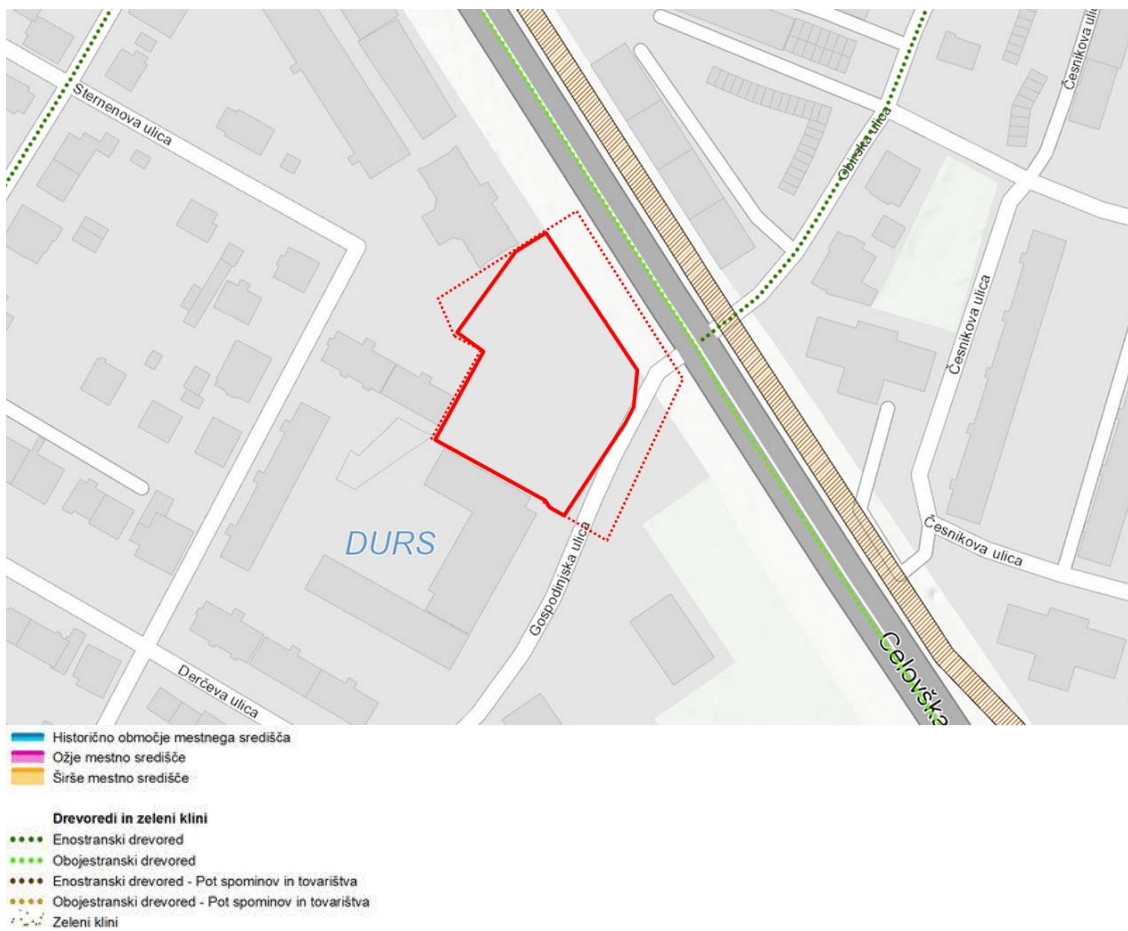 Sternenova ulica
Obirska ulica
Česnikova ulica
Česnikova ulica
Česnikova ulica
DURS
Gospodinjska ulica
Derčeva ulica
Celovška
Historično območje mestnega središča
Ožje mestno središče
Širše mestno središče
Drevoredi in zeleni klini
Enostranski drevored
Obojestranski drevored
Enostranski drevored - Pot spominov in tovarištva
Obojestranski drevored - Pot spominov in tovarištva
Zeleni klini